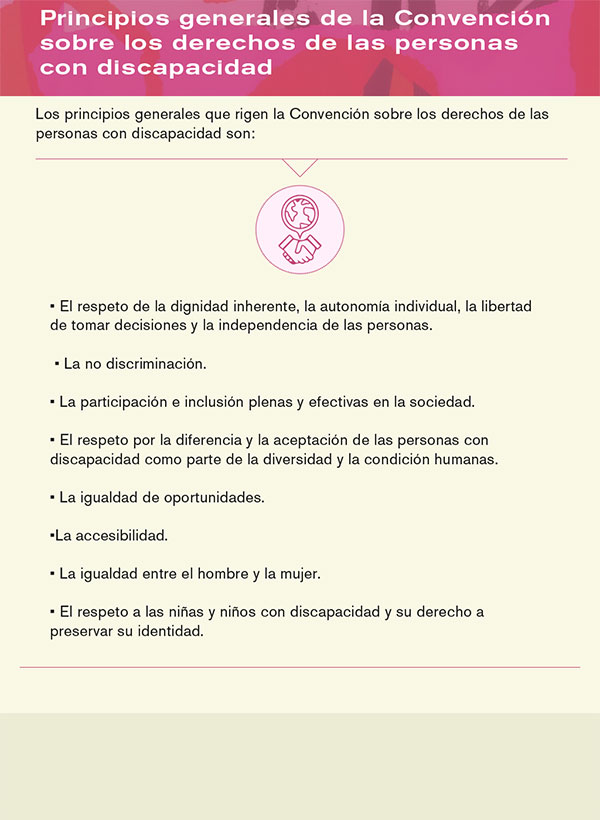 Principios generales de la Convención
sobre los derechos de las personas
con discapacidad
Los principios generales que rigen la Convención sobre los derechos de las
personas con discapacidad son:
▪ El respeto de la dignidad inherente, la autonomía individual, la libertad
de tomar decisiones y la independencia de las personas.
▪ La no discriminación.
▪ La participación e inclusión plenas y efectivas en la sociedad.
▪ El respeto por la diferencia y la aceptación de las personas con
discapacidad como parte de la diversidad y la condición humanas.
▪ La igualdad de oportunidades.
▪La accesibilidad.
▪ La igualdad entre el hombre y la mujer.
▪ El respeto a las niñas y niños con discapacidad y su derecho a
preservar su identidad.